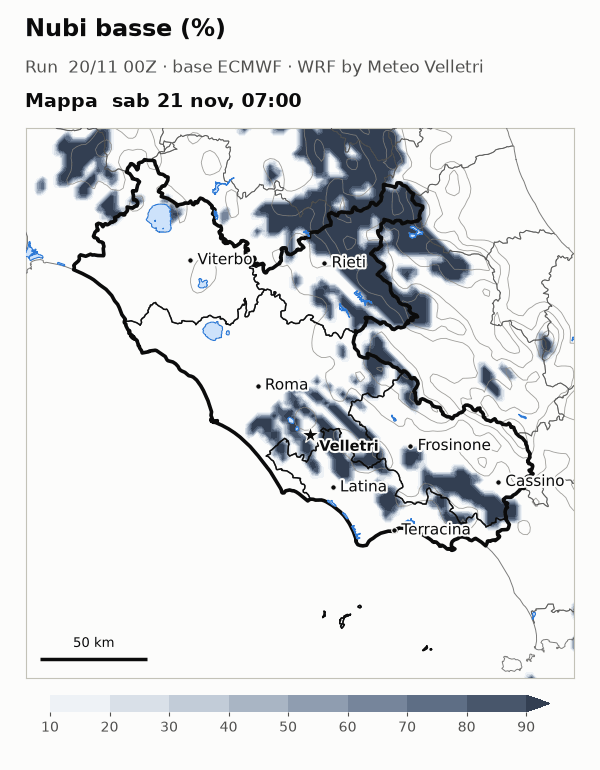 Nubi basse (%)
Run  20/11 00Z · base ECMWF · WRF by Meteo Velletri
Mappa  sab 21 nov, 07:00
Viterbo
Rieti
Roma
Velletri
Frosinone
Latina
Cassino
Terracina
50 km
10 20 30 40 50 60 70 80 90